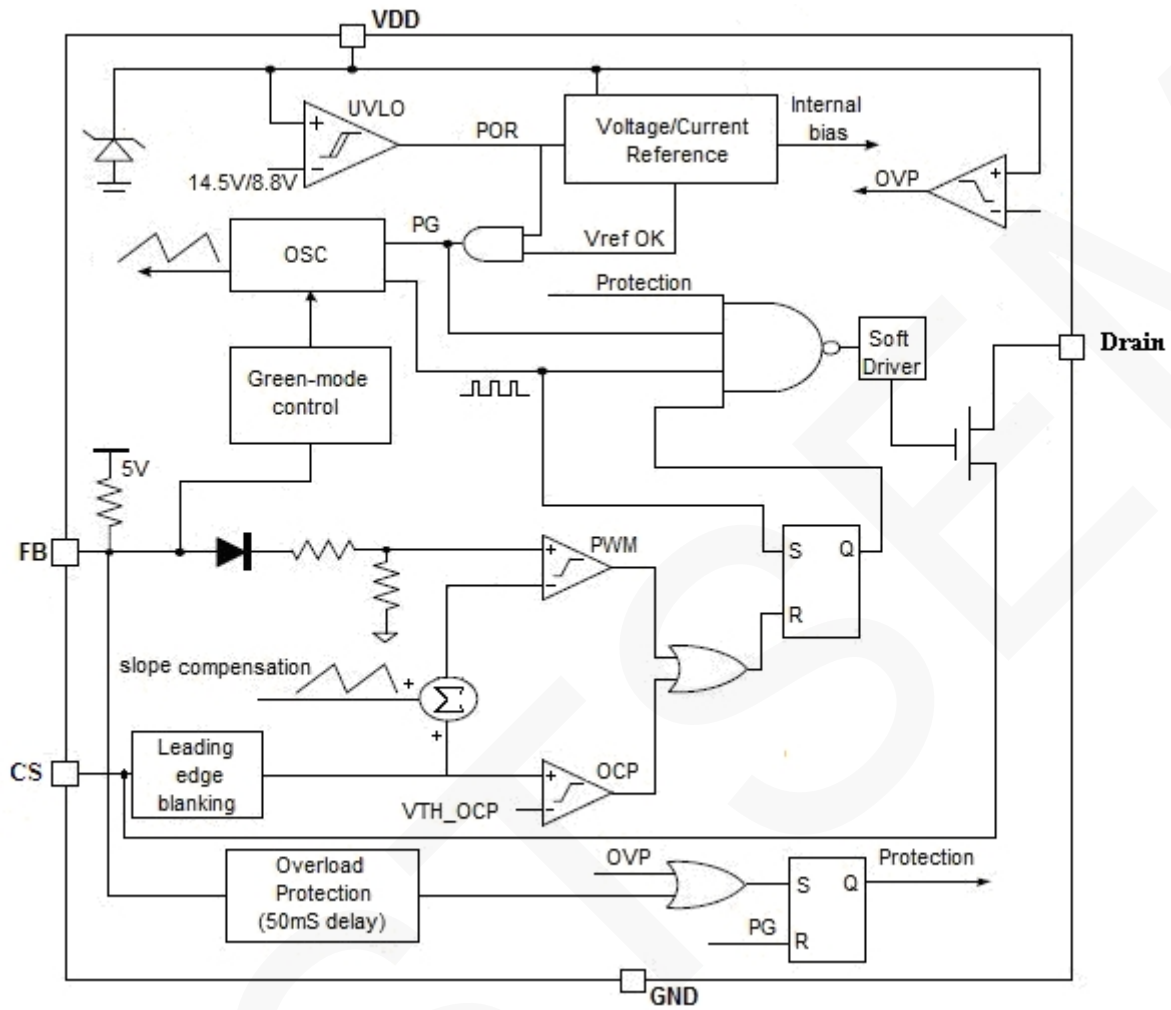 VDD
UVLO
14.5V/8.8V
POR
Voltage/Current
Reference
Internal
bias
OVP
+
-
+
-
PG
OSC
Vref OK
Protection
Soft
Driver
Drain
Green-mode
control
5V
FB
PWM
+
-
S
Q
R
slope compensation
+
Σ
+
CS
Leading
edge
blanking
OCP
+
-
VTH_OCP
Overload
Protection
(50mS delay)
OVP
S
Q
Protection
PG
R
GND